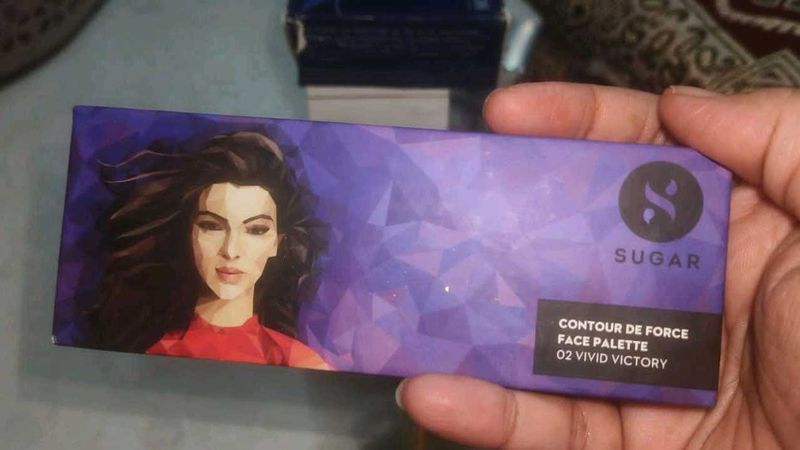 SUGAR
CONTOUR DE FORCE
FACE PALETTE
02 VIVID VICTORY